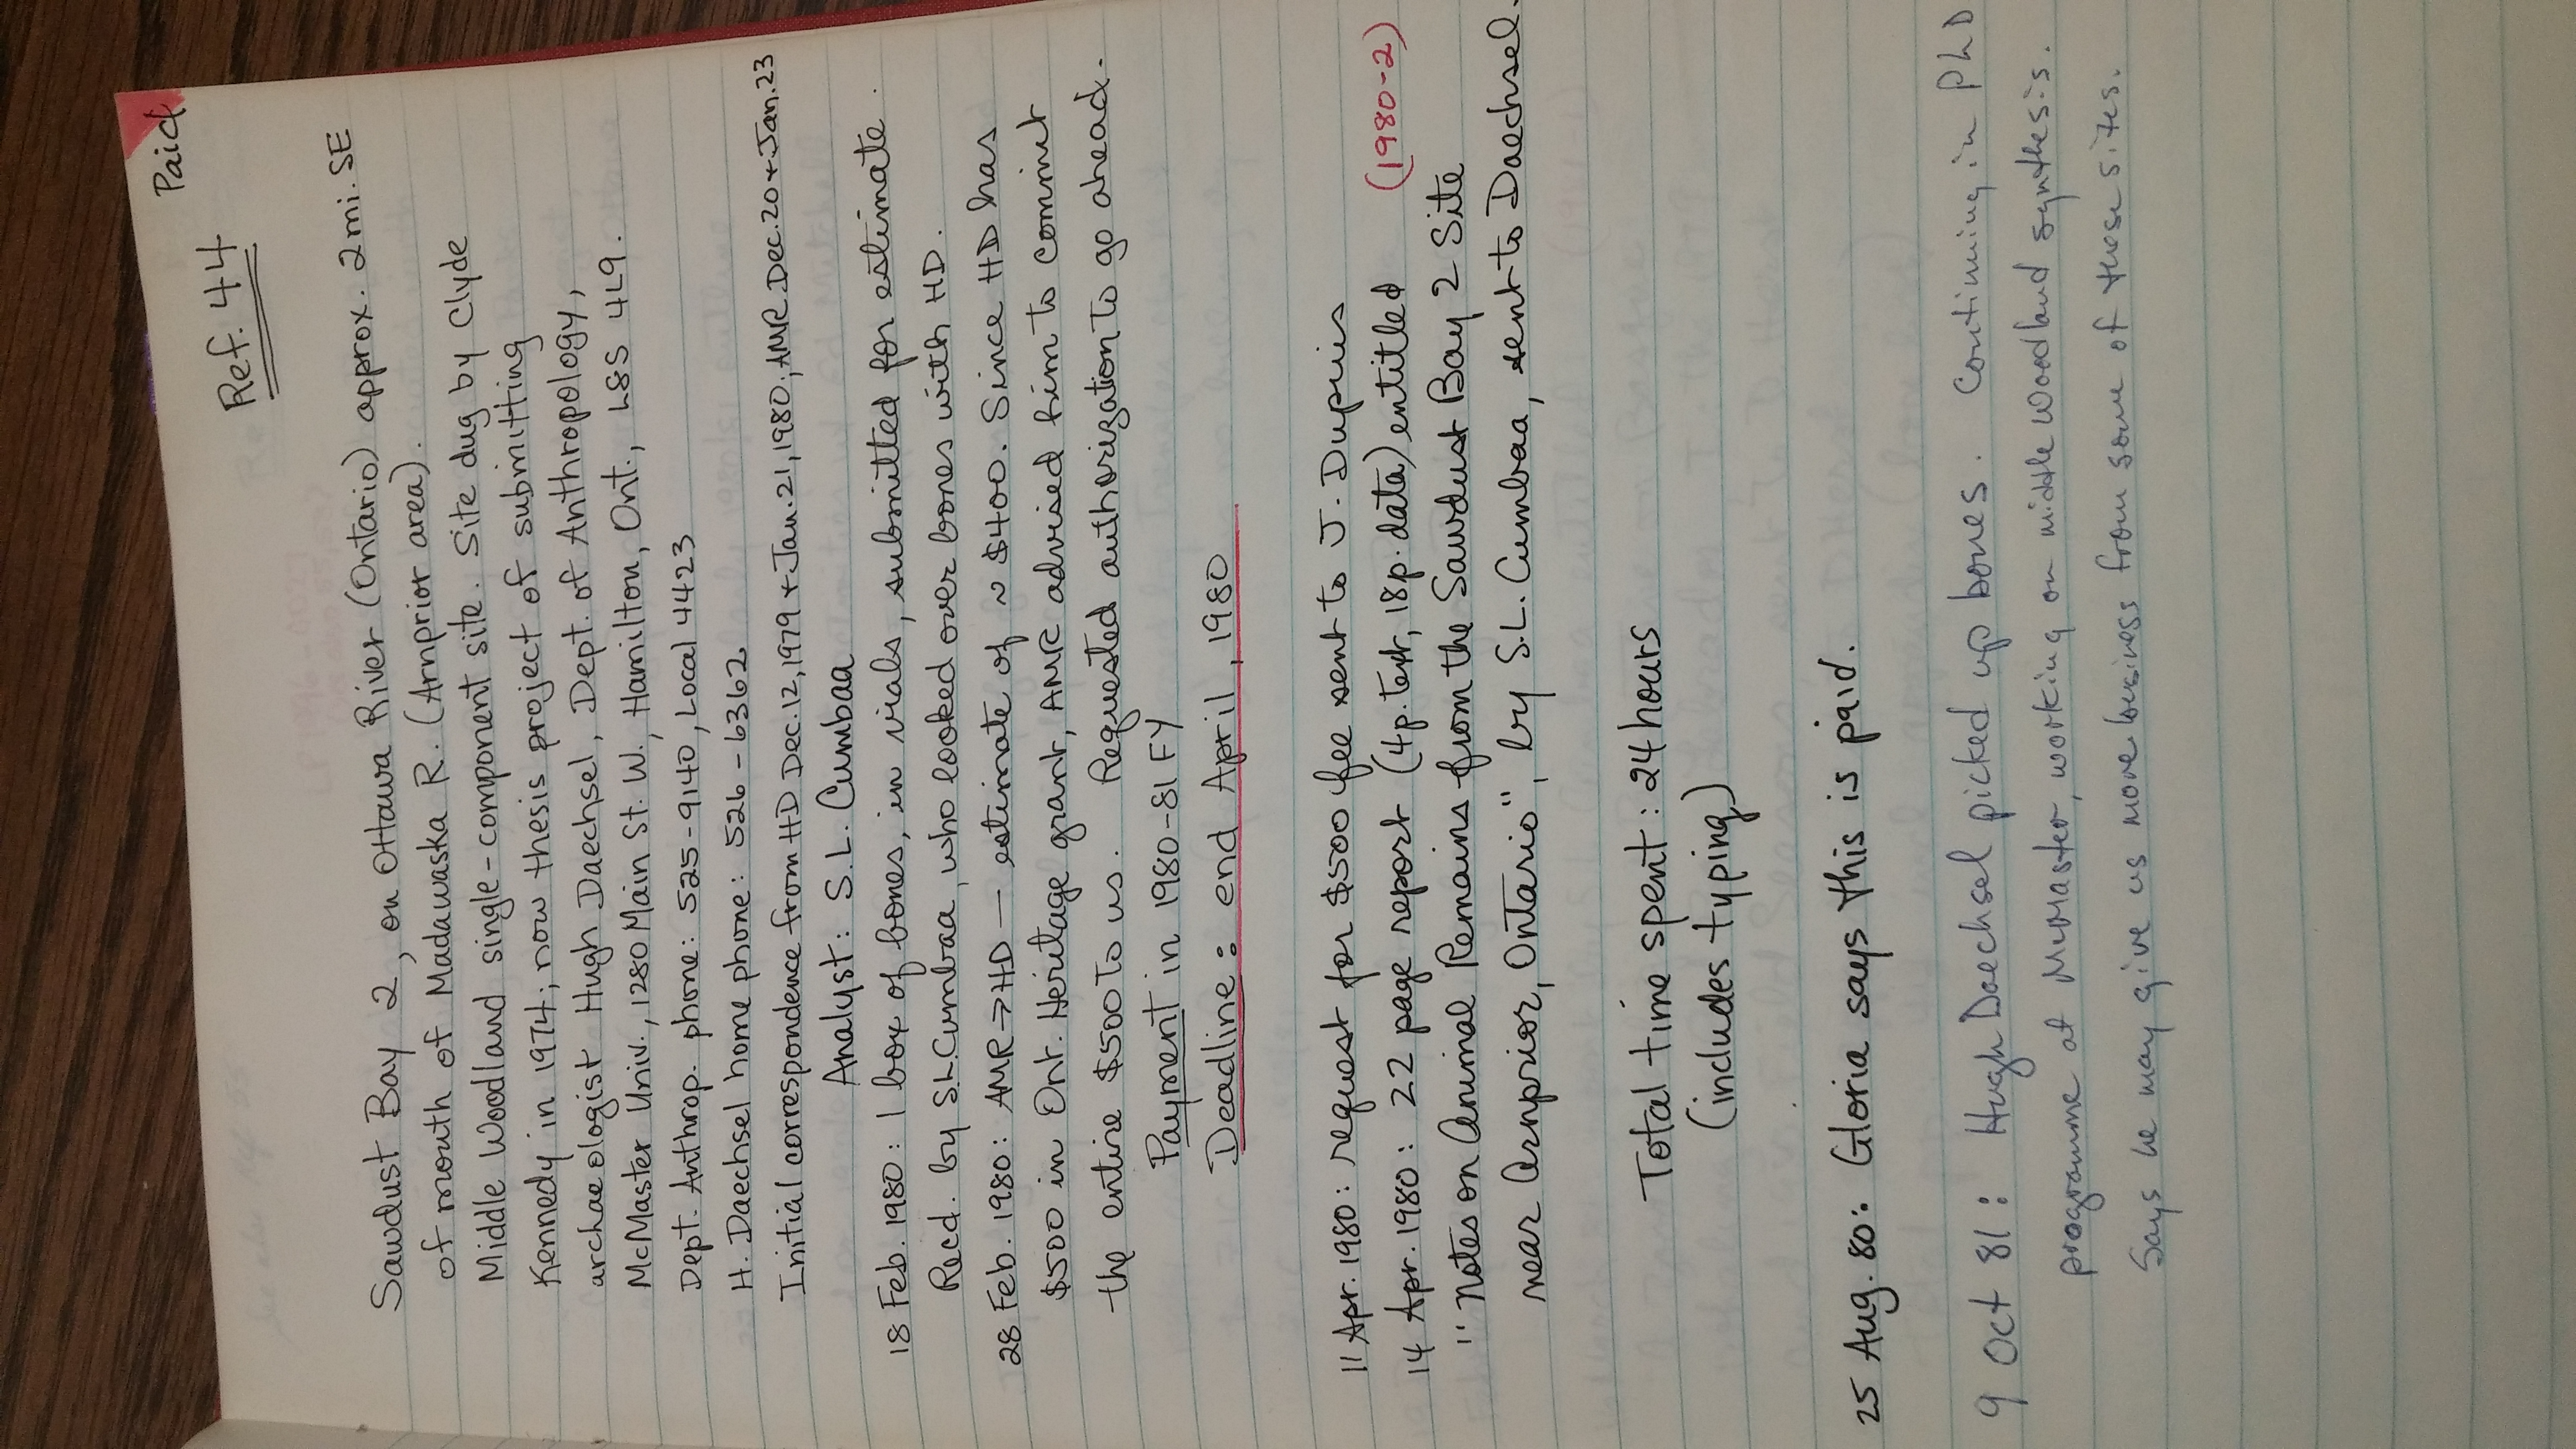 Paid
Ref. 44
Sawdust Bay 2, on Ottawa River (Ontario) approx. 2 mi. SE
of mouth of Madawaska R. (Arnprior area).
Middle Woodland single-component site. Site dug by Clyde
Kennedy in 1974; now thesis project of submitting
archaeologist Hugh Daechsel, Dept. of Anthropology,
McMaster Univ., 1280 Main St. W., Hamilton, Ont., L8S 4L9.
Dept. Anthrop. phone: 525-9140, Local 4423
H. Daechsel home phone: 526-6362
Initial correspondence from HD Dec. 12, 1979 + Jan. 21, 1980; AMR Dec. 20 + Jan. 23
Analyst: S.L. Cumbaa
18 Feb. 1980: 1 box of bones, in vials, submitted for estimate.
Recd. by S.L. Cumbaa, who looked over bones with HD.
28 Feb. 1980: AMR → HD — estimate of ~ $400. Since HD has
$500 in Ont. Heritage grant, AMR advised him to commit
the entire $500 to us. Requested authorization to go ahead.
Payment in 1980-81 FY
Deadline: end April, 1980
11 Apr. 1980: request for $500 fee sent to J. Dupuis
14 Apr. 1980: 22 page report (4p. text, 18p. data) entitled (1980-2)
"Notes on Animal Remains from the Sawdust Bay 2 Site
near Arnprior, Ontario", by S.L. Cumbaa, sent to Daechsel.
Total time spent: 24 hours
(includes typing)
25 Aug. 80: Gloria says this is paid.
9 Oct 81: Hugh Daechsel picked up bones. Continuing in PhD
programme at McMaster, working on middle Woodland synthesis.
Says he may give us more business from some of these sites.